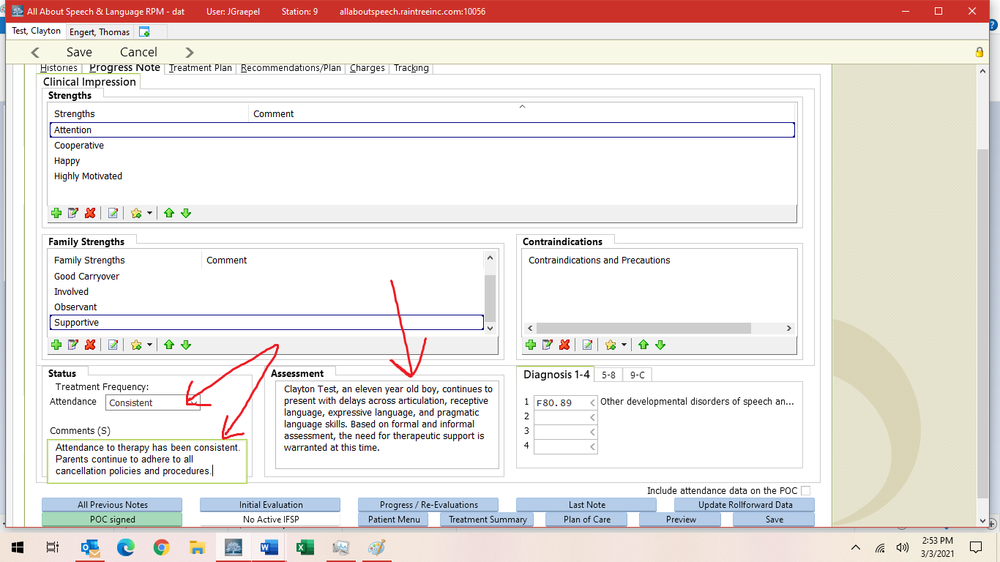 All About Speech & Language RPM - dat User: JGraepel Station: 9 allaboutspeech.raintreeinc.com:10056
Test, Clayton Engert, Thomas
Save Cancel
Histories Progress Note Treatment Plan Recommendations/Plan Charges Tracking
Clinical Impression
Strengths
Strengths Comment
Attention
Cooperative
Happy
Highly Motivated
Family Strengths
Family Strengths Comment
Good Carryover
Involved
Observant
Supportive
Contraindications
Contraindications and Precautions
Status
Treatment Frequency:
Attendance Consistent
Comments (S)
Attendance to therapy has been consistent.
Parents continue to adhere to all
cancellation policies and procedures.
Assessment
Clayton Test, an eleven year old boy, continues to
present with delays across articulation, receptive
language, expressive language, and pragmatic
language skills. Based on formal and informal
assessment, the need for therapeutic support is
warranted at this time.
Diagnosis 1-4 5-8 9-C
1 F80.89 Other developmental disorders of speech an...
2
3
4
Include attendance data on the POC
All Previous Notes Initial Evaluation Progress / Re-Evaluations Last Note Update Rollforward Data
POC signed No Active IFSP Patient Menu Treatment Summary Plan of Care Preview Save
2:53 PM
3/3/2021